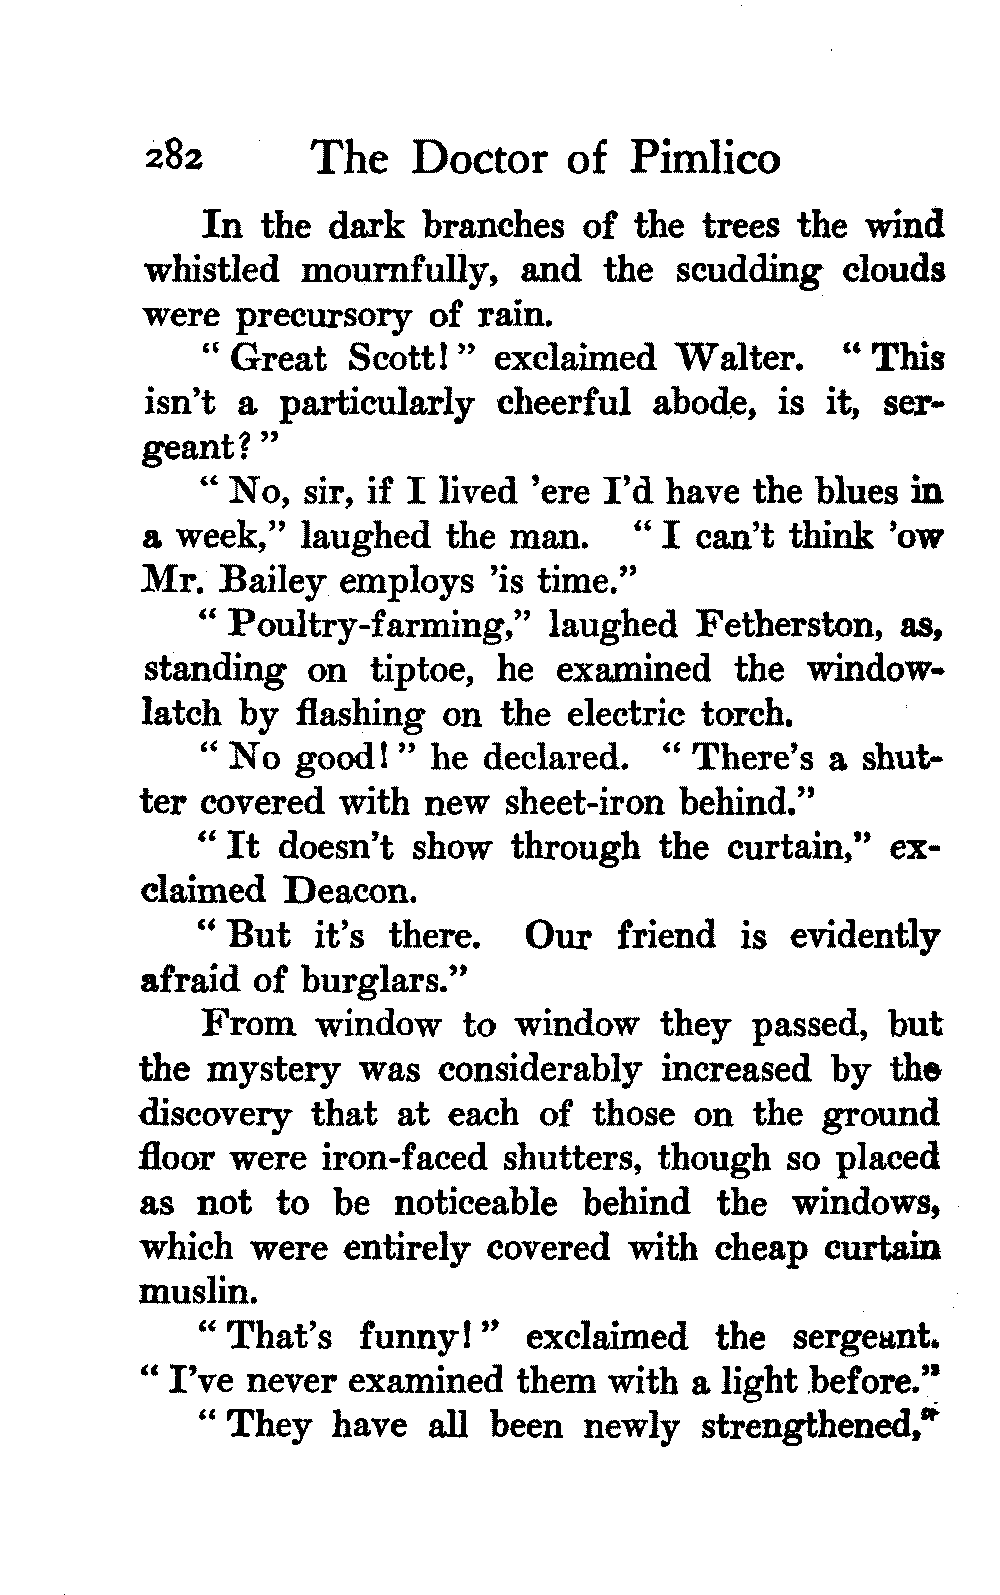 282 The Doctor of Pimlico
In the dark branches of the trees the wind
whistled mournfully, and the scudding clouds
were precursory of rain.
“ Great Scott! ” exclaimed Walter. “ This
isn’t a particularly cheerful abode, is it, ser-
geant? ”
“ No, sir, if I lived ’ere I’d have the blues in
a week,” laughed the man. “ I can’t think ’ow
Mr. Bailey employs ’is time.”
“ Poultry-farming,” laughed Fetherston, as,
standing on tiptoe, he examined the window-
latch by flashing on the electric torch.
“ No good! ” he declared. “ There’s a shut-
ter covered with new sheet-iron behind.”
“ It doesn’t show through the curtain,” ex-
claimed Deacon.
“ But it’s there. Our friend is evidently
afraid of burglars.”
From window to window they passed, but
the mystery was considerably increased by the
discovery that at each of those on the ground
floor were iron-faced shutters, though so placed
as not to be noticeable behind the windows,
which were entirely covered with cheap curtain
muslin.
“ That’s funny! ” exclaimed the sergeant.
“ I’ve never examined them with a light before.”
“ They have all been newly strengthened,”